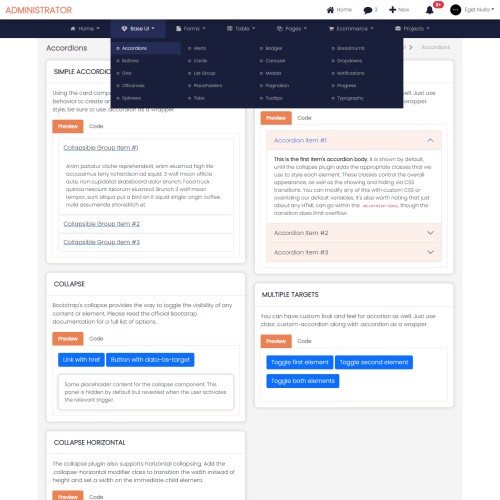 ADMINISTRATOR
Home
3
New
9+
Eget Nulla
Home
Base UI
Forms
Table
Pages
Ecommerce
Projects
Accordions
Alerts
Badges
Breadcrumb
Buttons
Cards
Carousel
Dropdowns
Grid
List Group
Modals
Notifications
Offcanvas
Placeholders
Pagination
Progress
Spinners
Tabs
Tooltips
Typography
Accordions
Accordions
SIMPLE ACCORDIO
Using the card comp
behavior to create an
style, be sure to use .accordion as a wrapper.
Preview
Code
Collapsible Group Item #1
Anim pariatur cliche reprehenderit, enim eiusmod high life
accusamus terry richardson ad squid. 3 wolf moon officia
aute, non cupidatat skateboard dolor brunch. Food truck
quinoa nesciunt laborum eiusmod. Brunch 3 wolf moon
tempor, sunt aliqua put a bird on it squid single-origin coffee
nulla assumenda shoreditch et.
Collapsible Group Item #2
Collapsible Group Item #3
well. Just use
wrapper.
Preview
Code
Accordion Item #1
This is the first item's accordion body. It is shown by default,
until the collapse plugin adds the appropriate classes that we
use to style each element. These classes control the overall
appearance, as well as the showing and hiding via CSS
transitions. You can modify any of this with custom CSS or
overriding our default variables. It's also worth noting that just
about any HTML can go within the .accordion-body, though the
transition does limit overflow.
Accordion Item #2
Accordion Item #3
COLLAPSE
Bootstrap's collapse provides the way to toggle the visibility of any
content or element. Please read the official Bootstrap
documentation for a full list of options.
Preview
Code
Link with href
Button with data-bs-target
Some placeholder content for the collapse component. This
panel is hidden by default but revealed when the user activates
the relevant trigger.
MULTIPLE TARGETS
You can have custom look and feel for accorion as well. Just use
class .custom-accordion along with .accordion as a wrapper.
Preview
Code
Toggle first element
Toggle second element
Toggle both elements
COLLAPSE HORIZONTAL
The collapse plugin also supports horizontal collapsing. Add the
.collapse-horizontal modifier class to transition the width instead of
height and set a width on the immediate child element.
Preview
Code